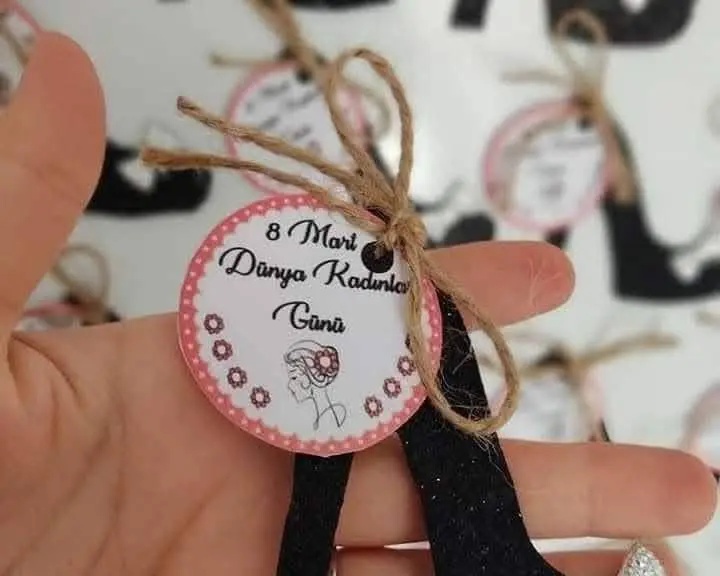 8 Mart
Dünya Kadınlar
Günü